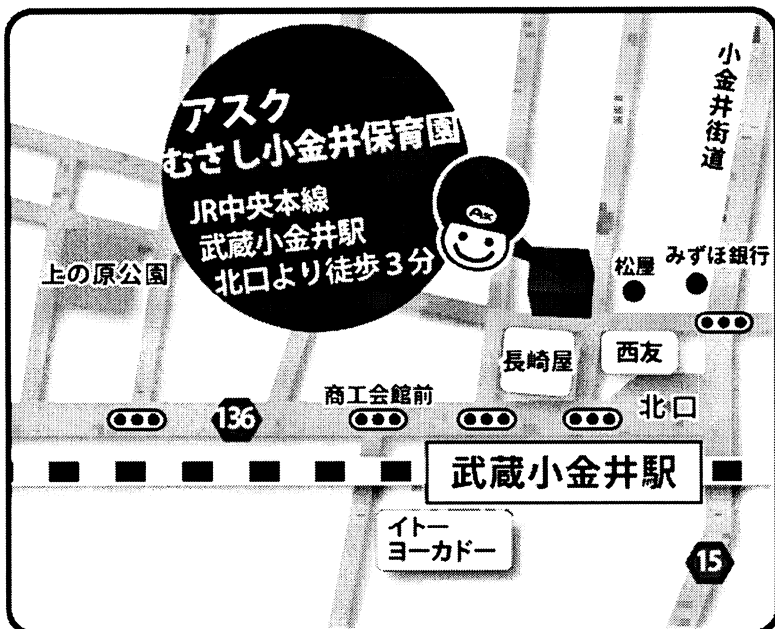 アスク
むさし小金井保育園
JR中央本線
武蔵小金井駅
北口より徒歩3分
小金井街道
上の原公園
松屋
みずほ銀行
長崎屋
西友
商工会館前
136
北口
武蔵小金井駅
イトー
ヨーカドー
15